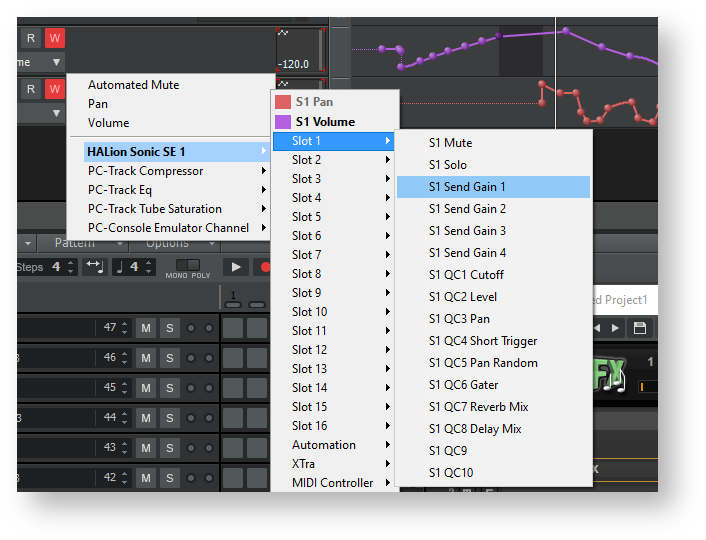 R W
me
-120.0
R W
Automated Mute
Pan
Volume
HALion Sonic SE 1
PC-Track Compressor
PC-Track Eq
PC-Track Tube Saturation
PC-Console Emulator Channel
S1 Pan
S1 Volume
Slot 1
Slot 2
Slot 3
Slot 4
Slot 5
Slot 6
Slot 7
Slot 8
Slot 9
Slot 10
Slot 11
Slot 12
Slot 13
Slot 14
Slot 15
Slot 16
Automation
XTra
MIDI Controller
S1 Mute
S1 Solo
S1 Send Gain 1
S1 Send Gain 2
S1 Send Gain 3
S1 Send Gain 4
S1 QC1 Cutoff
S1 QC2 Level
S1 QC3 Pan
S1 QC4 Short Trigger
S1 QC5 Pan Random
S1 QC6 Gater
S1 QC7 Reverb Mix
S1 QC8 Delay Mix
S1 QC9
S1 QC10
Pattern Options
Steps 4 4 MONO POLY
1
47 M S
46 M S
45 M S
44 M S
43 M S
42 M S
ed Project1
FX 1
X